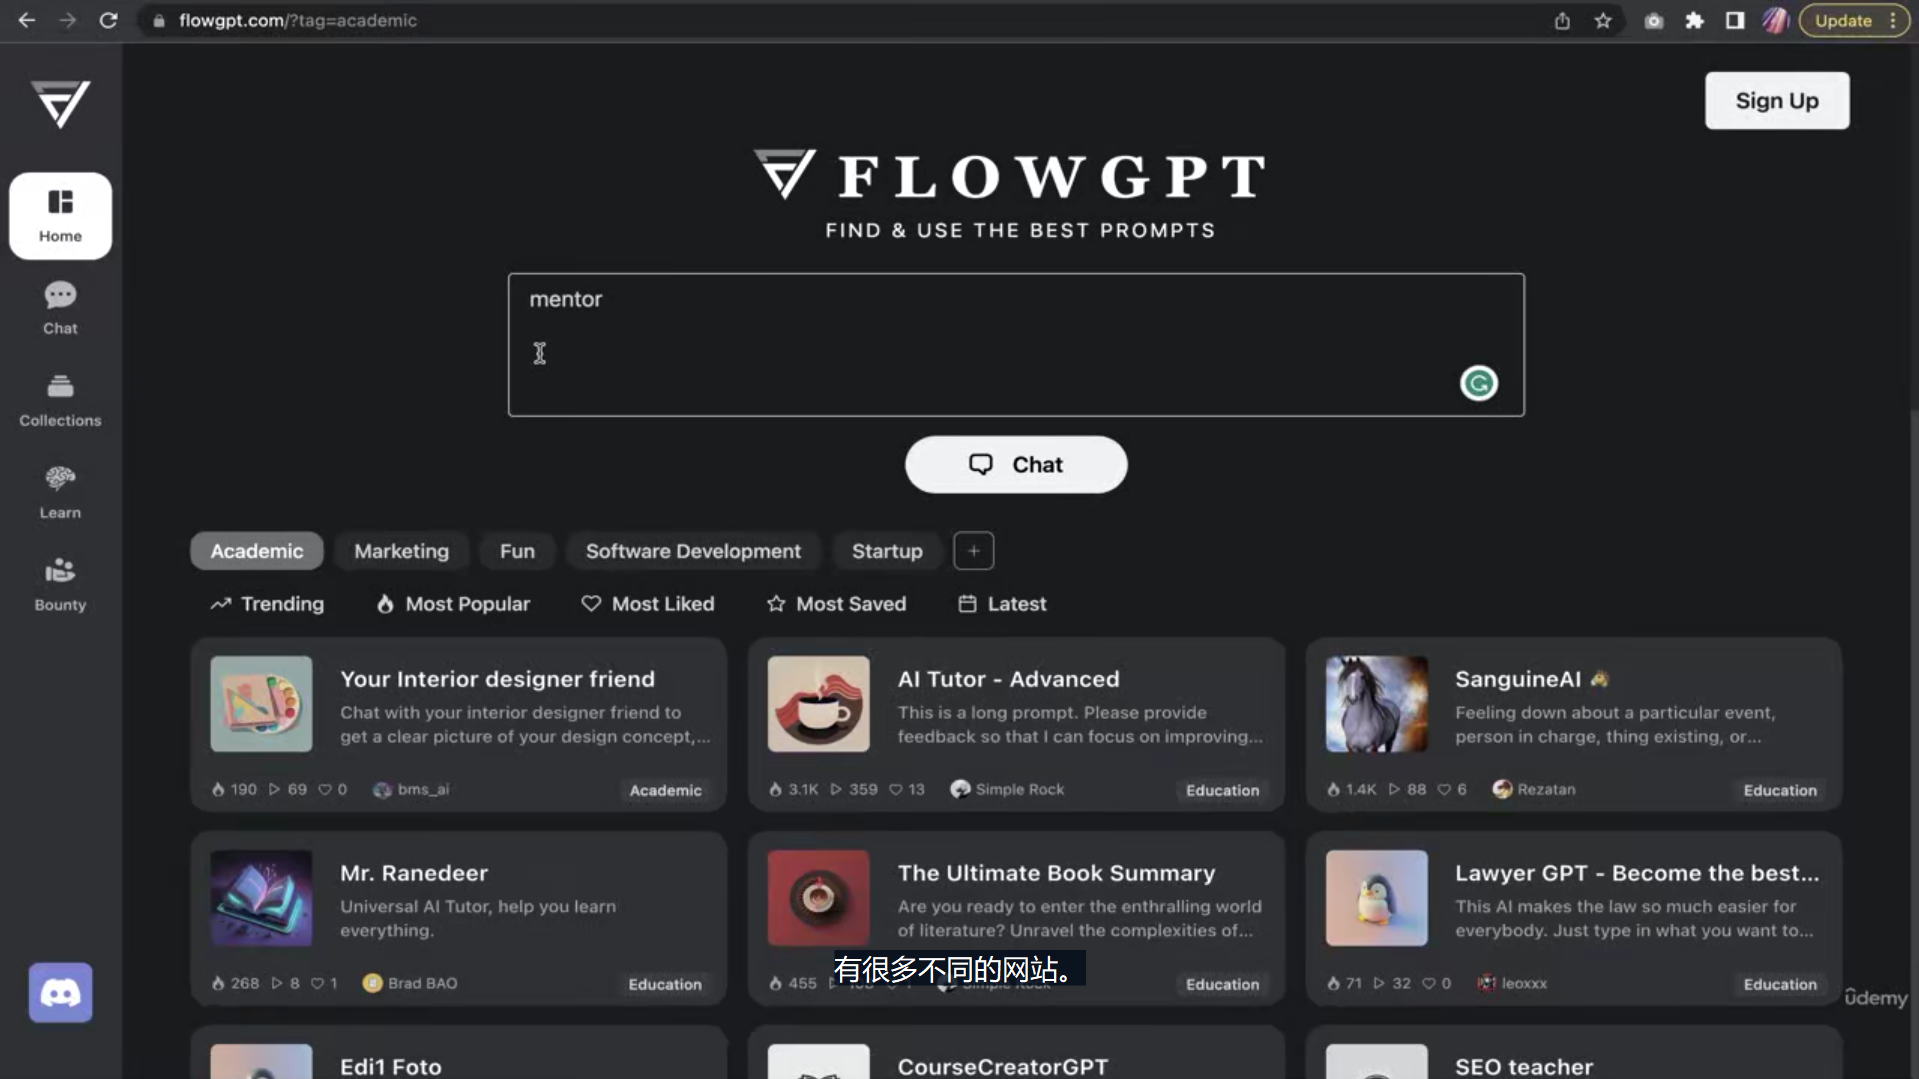 flowgpt.com/?tag=academic
Update
Sign Up
FLOWGPT
FIND & USE THE BEST PROMPTS
Home
Chat
Collections
Learn
Bounty
mentor
Chat
Academic
Marketing
Fun
Software Development
Startup
+
Trending
Most Popular
Most Liked
Most Saved
Latest
Your Interior designer friend
Chat with your interior designer friend to
get a clear picture of your design concept,...
190
69
0
bms_ai
Academic
AI Tutor - Advanced
This is a long prompt. Please provide
feedback so that I can focus on improving...
3.1K
359
13
Simple Rock
Education
SanguineAI
Feeling down about a particular event,
person in charge, thing existing, or...
1.4K
88
6
Rezatan
Education
Mr. Ranedeer
Universal AI Tutor, help you learn
everything.
268
8
1
Brad BAO
Education
The Ultimate Book Summary
Are you ready to enter the enthralling world
of literature? Unravel the complexities of...
455
Education
Lawyer GPT - Become the best...
This AI makes the law so much easier for
everybody. Just type in what you want to...
71
32
0
leoxxx
Education
有很多不同的网站。
ûdemy
Edi1 Foto
CourseCreatorGPT
SEO teacher